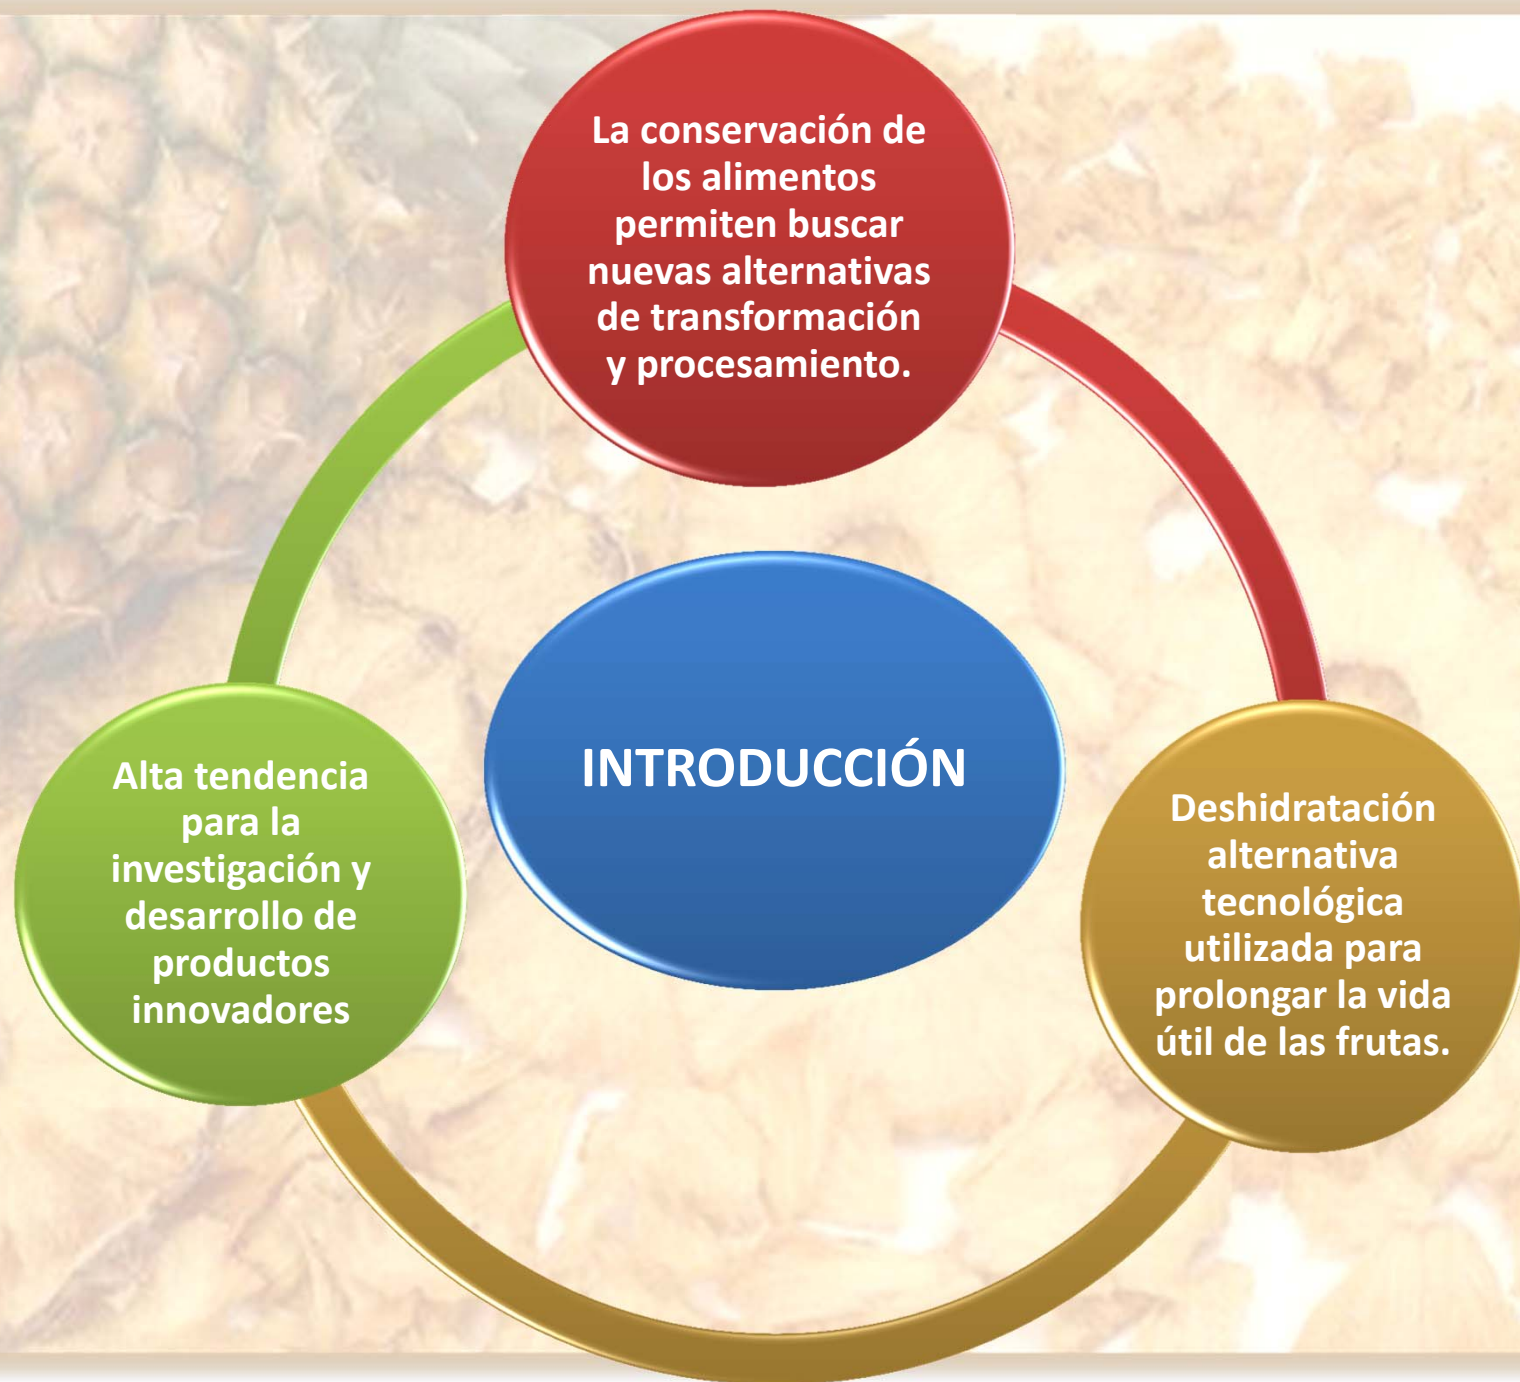 La conservación de
los alimentos
permiten buscar
nuevas alternativas
de transformación
y procesamiento.
INTRODUCCIÓN
Alta tendencia
para la
investigación y
desarrollo de
productos
innovadores
Deshidratación
alternativa
tecnológica
utilizada para
prolongar la vida
útil de las frutas.